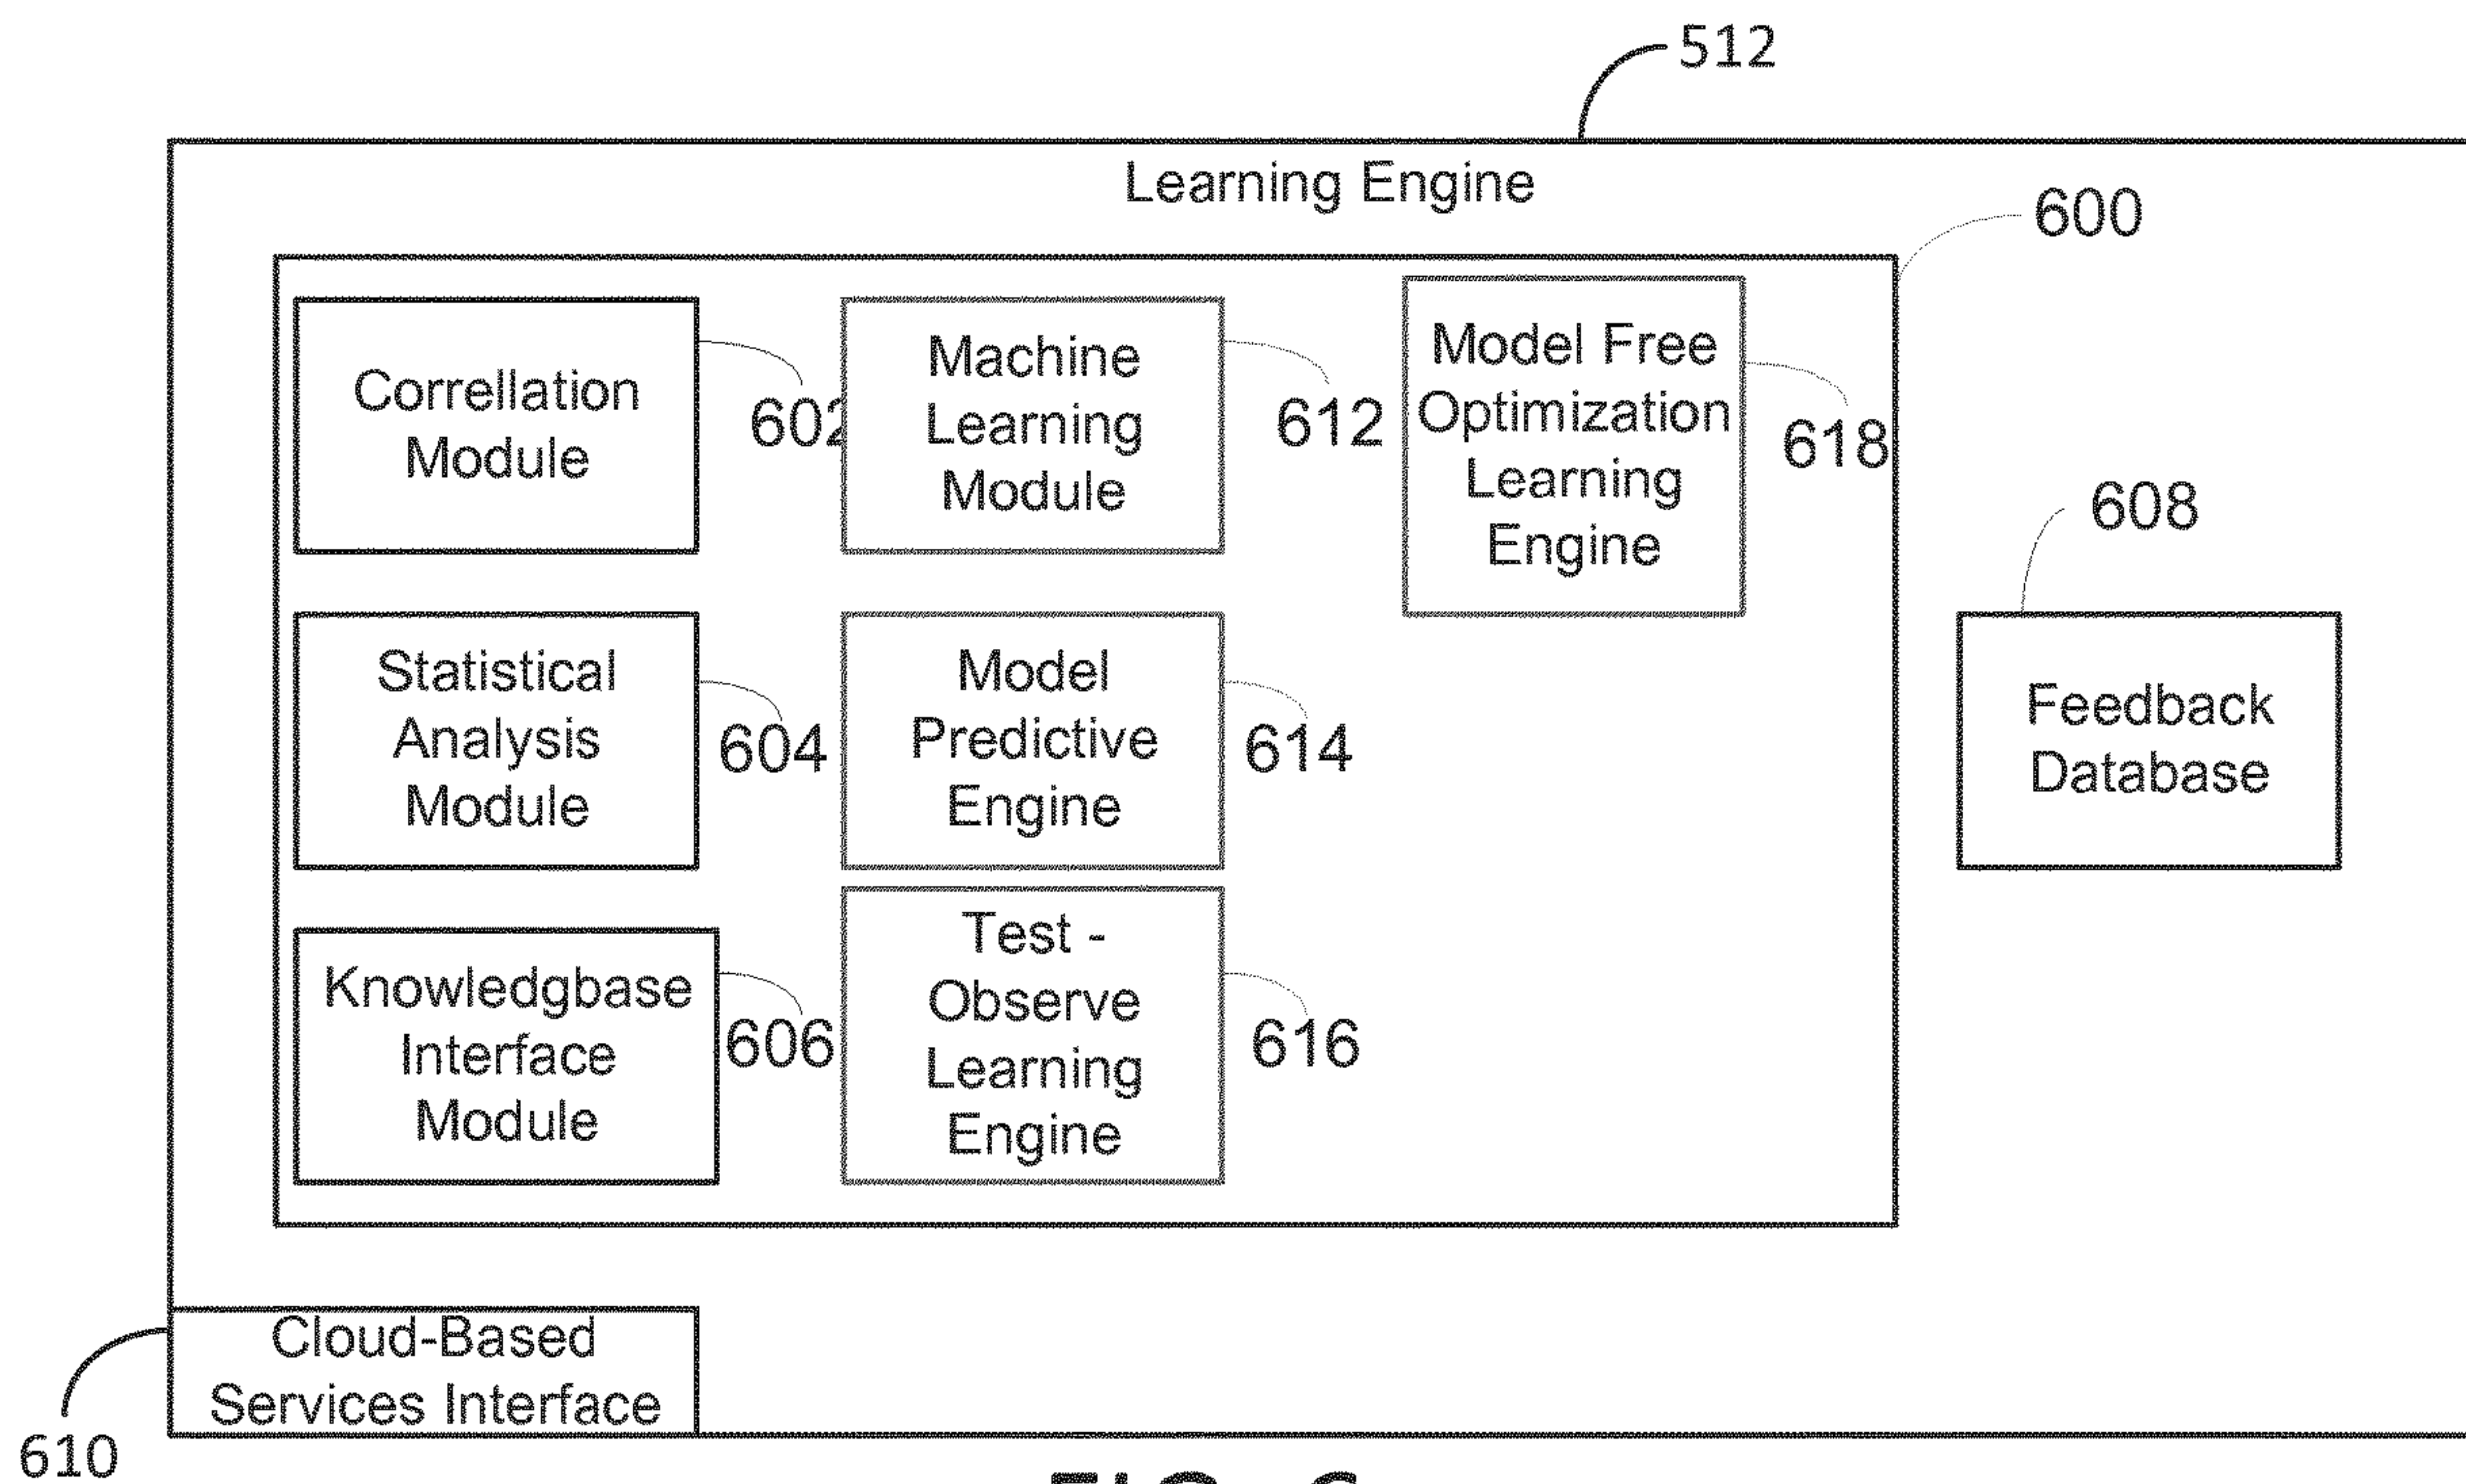 512
Learning Engine
600
Correllation
Module
602
Machine
Learning
Module
612
Model Free
Optimization
Learning
Engine
618
608
Statistical
Analysis
Module
604
Model
Predictive
Engine
614
Feedback
Database
Knowledgbase
Interface
Module
606
Test -
Observe
Learning
Engine
616
Cloud-Based
Services Interface
610